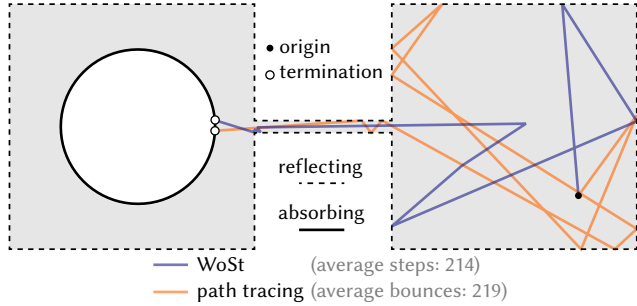 origin
termination
reflecting
absorbing
WoSt (average steps: 214)
path tracing (average bounces: 219)